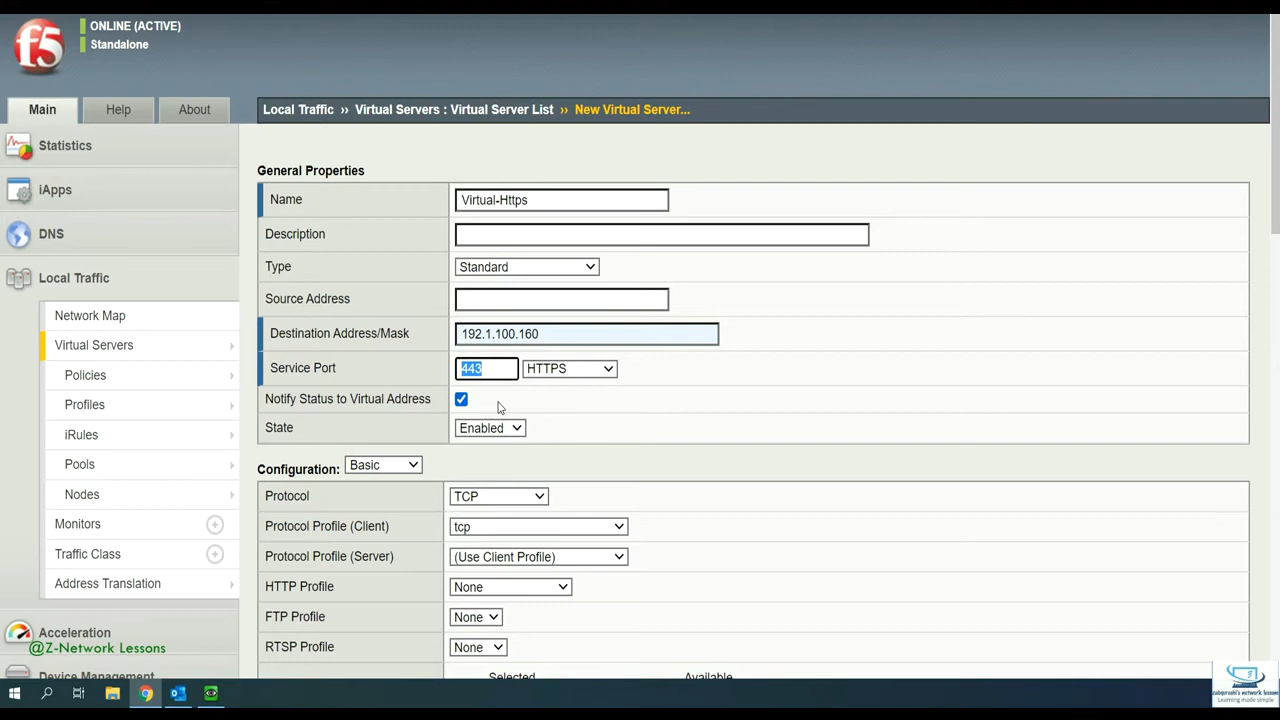 f5
ONLINE (ACTIVE)
Standalone
Main
Help
About
Local Traffic ›› Virtual Servers : Virtual Server List ›› New Virtual Server...
Statistics
iApps
DNS
Local Traffic
Network Map
Virtual Servers
Policies
Profiles
iRules
Pools
Nodes
Monitors
Traffic Class
Address Translation
Acceleration
@Z-Network Lessons
General Properties
Name Virtual-Https
Description
Type Standard
Source Address
Destination Address/Mask 192.1.100.160
Service Port 443 HTTPS
Notify Status to Virtual Address
State Enabled
Configuration: Basic
Protocol TCP
Protocol Profile (Client) tcp
Protocol Profile (Server) (Use Client Profile)
HTTP Profile None
FTP Profile None
RTSP Profile None
Selected Available
Device Management
Learning made simple